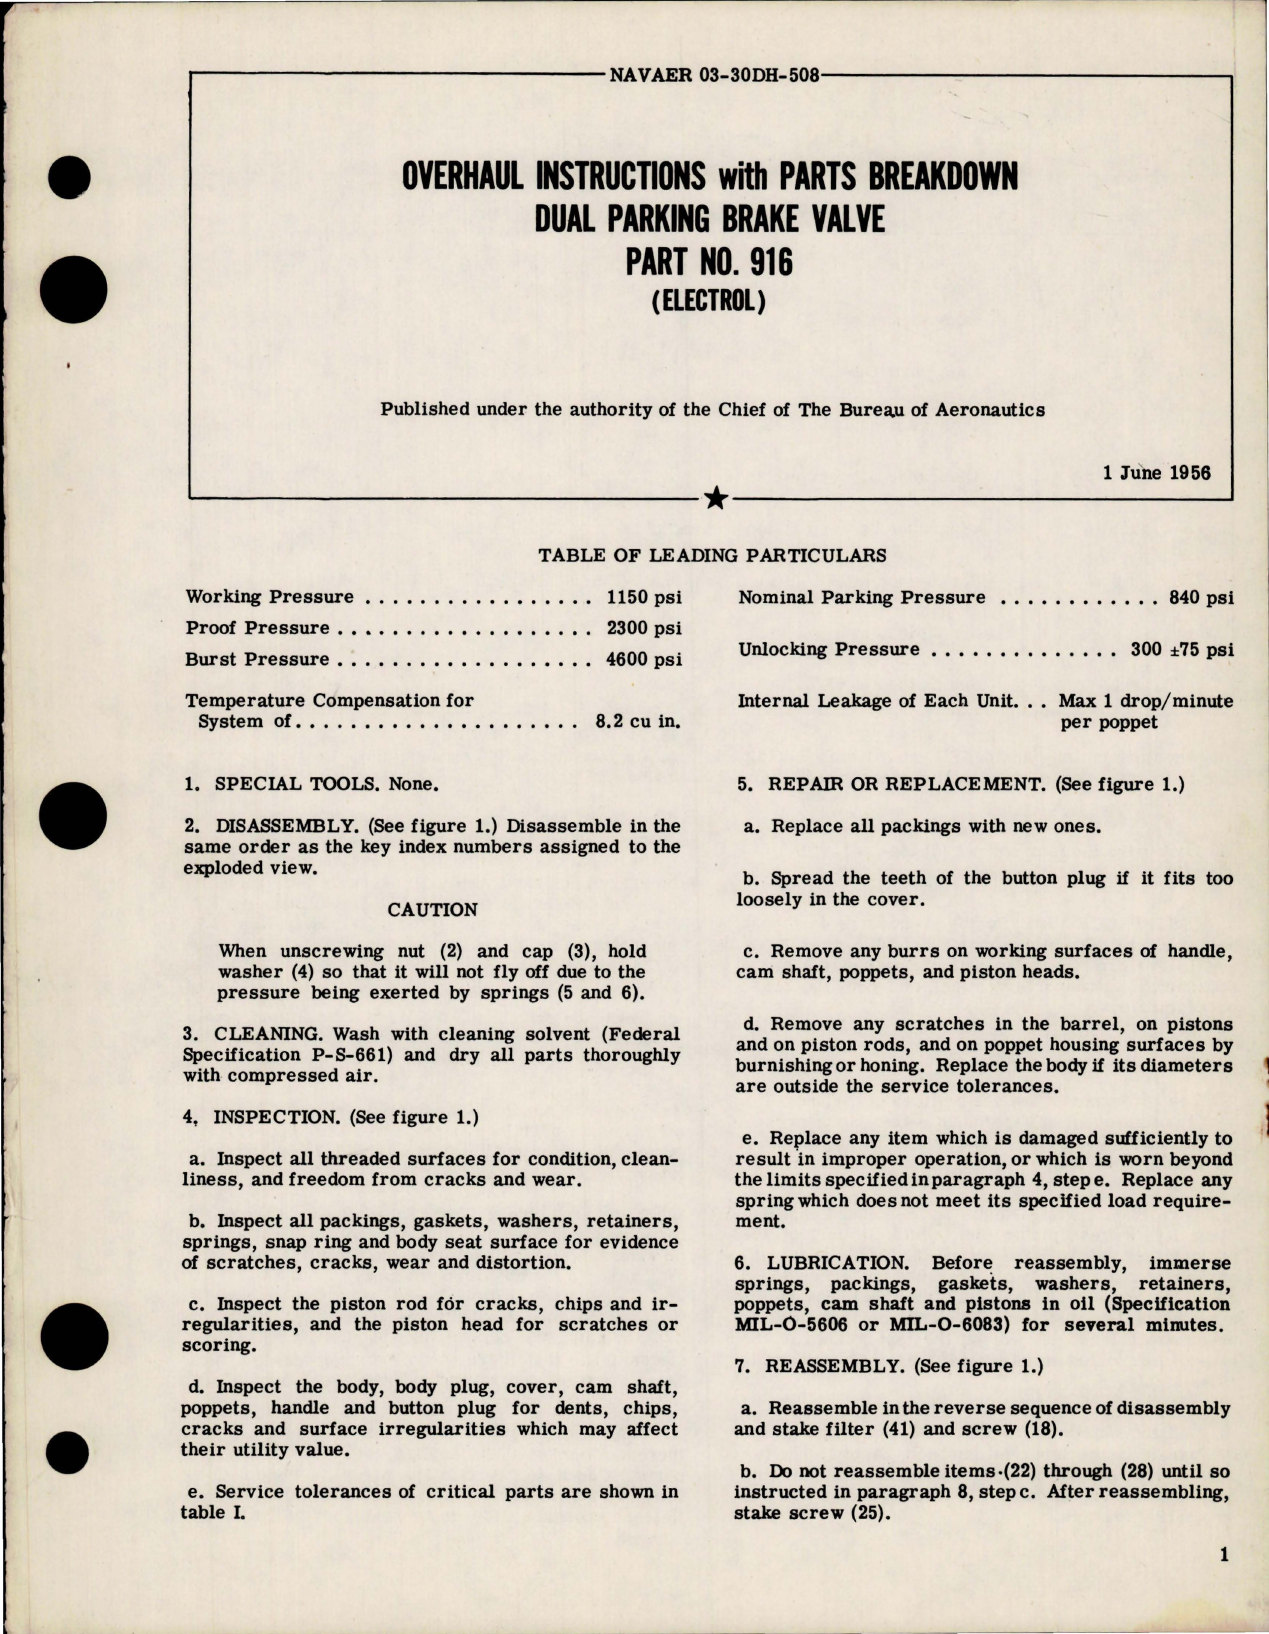 NAVAER 03-30DH-508
OVERHAUL INSTRUCTIONS with PARTS BREAKDOWN
DUAL PARKING BRAKE VALVE
PART NO. 916
(ELECTROL)
Published under the authority of the Chief of The Bureau of Aeronautics
1 June 1956
TABLE OF LEADING PARTICULARS
Working Pressure . . . . . . . . . . . . . . . . . 1150 psi
Proof Pressure . . . . . . . . . . . . . . . . . . . 2300 psi
Burst Pressure . . . . . . . . . . . . . . . . . . . 4600 psi
Temperature Compensation for
System of. . . . . . . . . . . . . . . . . . . . . 8.2 cu in.
Nominal Parking Pressure . . . . . . . . . . . . 840 psi
Unlocking Pressure . . . . . . . . . . . . . . 300 ±75 psi
Internal Leakage of Each Unit. . . Max 1 drop/minute
per poppet
1. SPECIAL TOOLS. None.
2. DISASSEMBLY. (See figure 1.) Disassemble in the
same order as the key index numbers assigned to the
exploded view.
CAUTION
When unscrewing nut (2) and cap (3), hold
washer (4) so that it will not fly off due to the
pressure being exerted by springs (5 and 6).
3. CLEANING. Wash with cleaning solvent (Federal
Specification P-S-661) and dry all parts thoroughly
with compressed air.
4. INSPECTION. (See figure 1.)
a. Inspect all threaded surfaces for condition, clean-
liness, and freedom from cracks and wear.
b. Inspect all packings, gaskets, washers, retainers,
springs, snap ring and body seat surface for evidence
of scratches, cracks, wear and distortion.
c. Inspect the piston rod for cracks, chips and ir-
regularities, and the piston head for scratches or
scoring.
d. Inspect the body, body plug, cover, cam shaft,
poppets, handle and button plug for dents, chips,
cracks and surface irregularities which may affect
their utility value.
e. Service tolerances of critical parts are shown in
table I.
5. REPAIR OR REPLACEMENT. (See figure 1.)
a. Replace all packings with new ones.
b. Spread the teeth of the button plug if it fits too
loosely in the cover.
c. Remove any burrs on working surfaces of handle,
cam shaft, poppets, and piston heads.
d. Remove any scratches in the barrel, on pistons
and on piston rods, and on poppet housing surfaces by
burnishing or honing. Replace the body if its diameters
are outside the service tolerances.
e. Replace any item which is damaged sufficiently to
result in improper operation, or which is worn beyond
the limits specified in paragraph 4, step e. Replace any
spring which does not meet its specified load require-
ment.
6. LUBRICATION. Before reassembly, immerse
springs, packings, gaskets, washers, retainers,
poppets, cam shaft and pistons in oil (Specification
MIL-O-5606 or MIL-O-6083) for several minutes.
7. REASSEMBLY. (See figure 1.)
a. Reassemble in the reverse sequence of disassembly
and stake filter (41) and screw (18).
b. Do not reassemble items (22) through (28) until so
instructed in paragraph 8, step c. After reassembling,
stake screw (25).
1